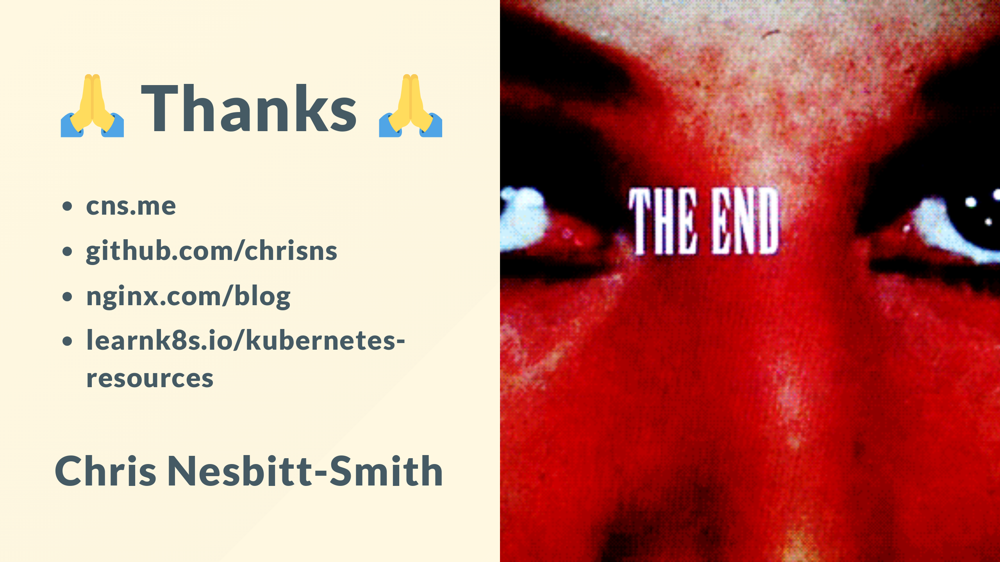 🙏 Thanks 🙏
• cns.me
• github.com/chrisns
• nginx.com/blog
• learnk8s.io/kubernetes-
resources
Chris Nesbitt-Smith
THE END